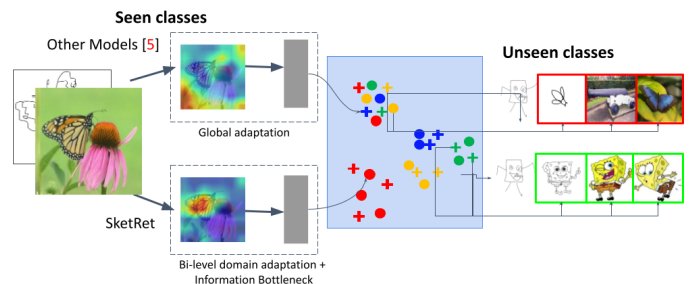 Seen classes
Other Models [5]
Unseen classes
Global adaptation
SketRet
Bi-level domain adaptation +
Information Bottleneck